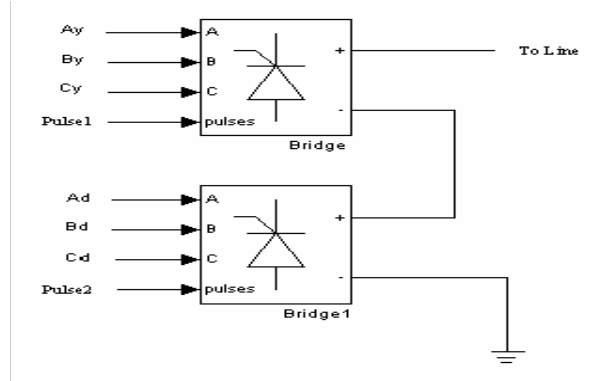 Ay
A
By
B
+
To Line
Cy
C
-
Pulse1
pulses
Bridge
Ad
A
Bd
B
+
Cd
C
-
Pulse2
pulses
Bridge1